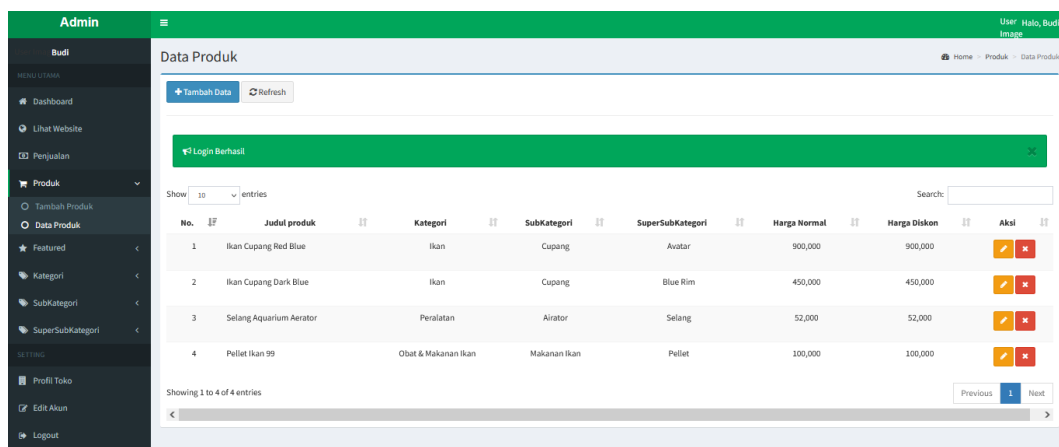 Admin
User Halo, Budi
Image
Budi
Data Produk
Home > Produk > Data Produk
MENU UTAMA
Tambah Data
Refresh
Dashboard
Lihat Website
Login Berhasil
Penjualan
Produk
Show 10 entries
Search:
Tambah Produk
Data Produk
No. Judul produk Kategori SubKategori SuperSubKategori Harga Normal Harga Diskon Aksi
Featured
1 Ikan Cupang Red Blue Ikan Cupang Avatar 900,000 900,000
Kategori
2 Ikan Cupang Dark Blue Ikan Cupang Blue Rim 450,000 450,000
SubKategori
3 Selang Aquarium Aerator Peralatan Airator Selang 52,000 52,000
SuperSubKategori
4 Pellet Ikan 99 Obat & Makanan Ikan Makanan Ikan Pellet 100,000 100,000
SETTING
Profil Toko
Showing 1 to 4 of 4 entries
Previous 1 Next
Edit Akun
Logout